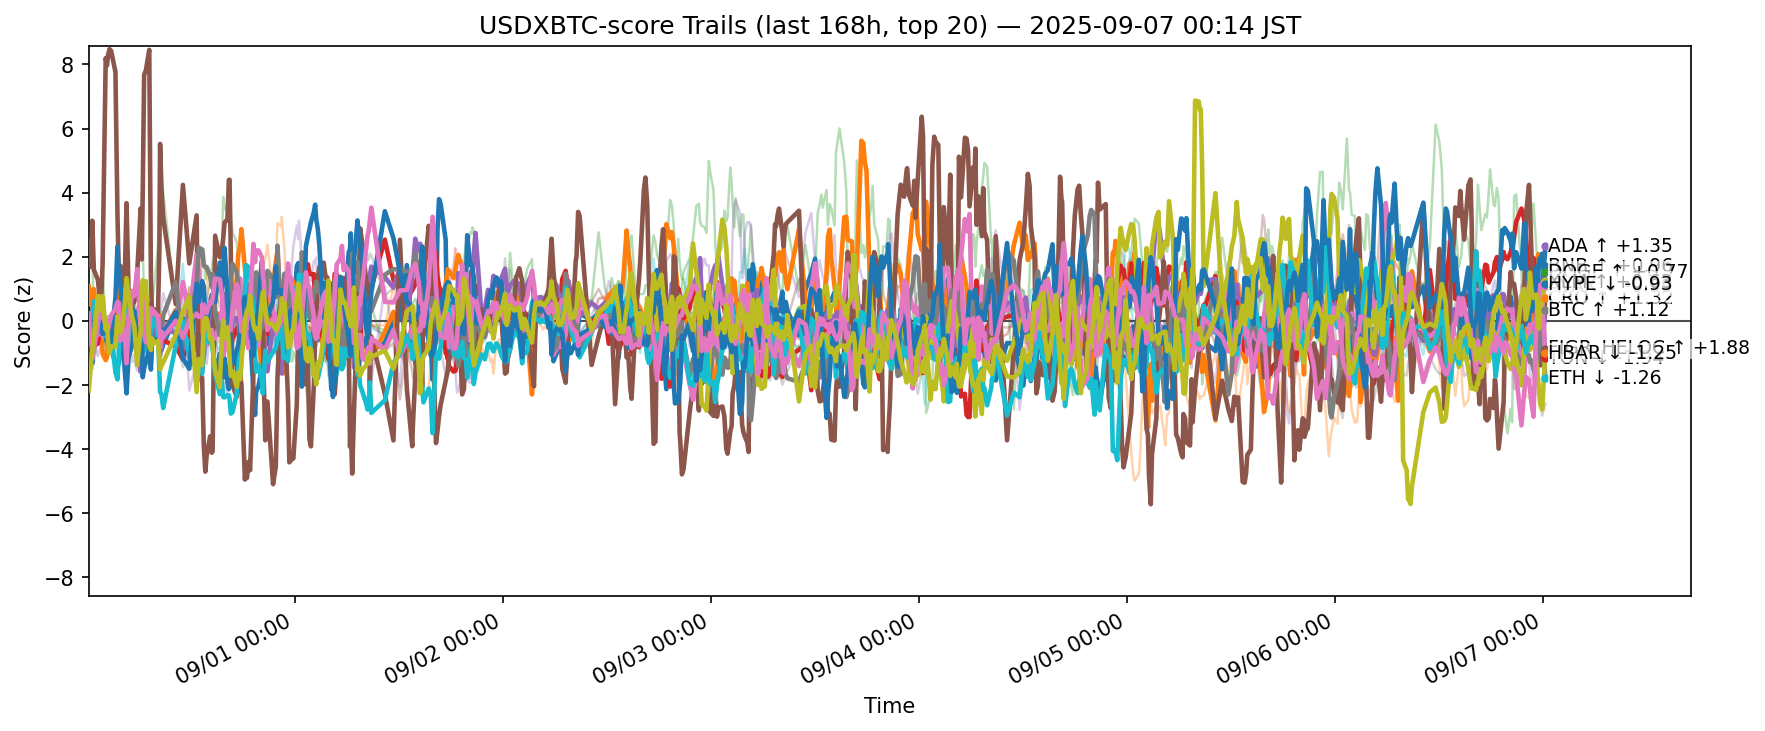 USDXBTC-score Trails (last 168h, top 20) — 2025-09-07 00:14 JST
Score (z)
8
6
4
2
0
−2
−4
−6
−8
ADA ↑ +1.35
HYPE ↓ -0.93
BTC ↑ +1.12
↑ +1.88
HBAR ↓ -1.25
ETH ↓ -1.26
09/01 00:00
09/02 00:00
09/03 00:00
09/04 00:00
09/05 00:00
09/06 00:00
09/07 00:00
Time